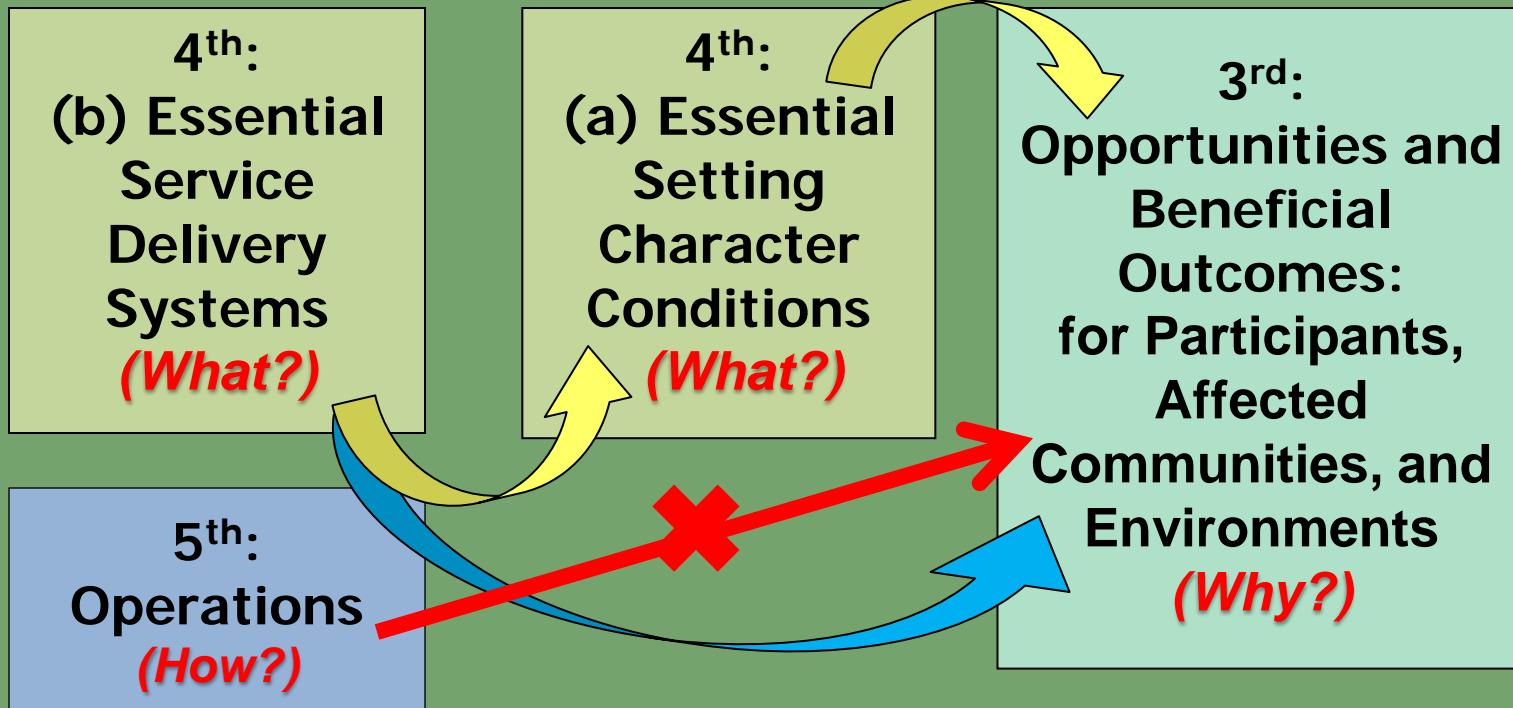 4th:
(b) Essential
Service
Delivery
Systems
(What?)
4th:
(a) Essential
Setting
Character
Conditions
(What?)
3rd:
Opportunities and
Beneficial
Outcomes:
for Participants,
Affected
Communities, and
Environments
(Why?)
5th:
Operations
(How?)